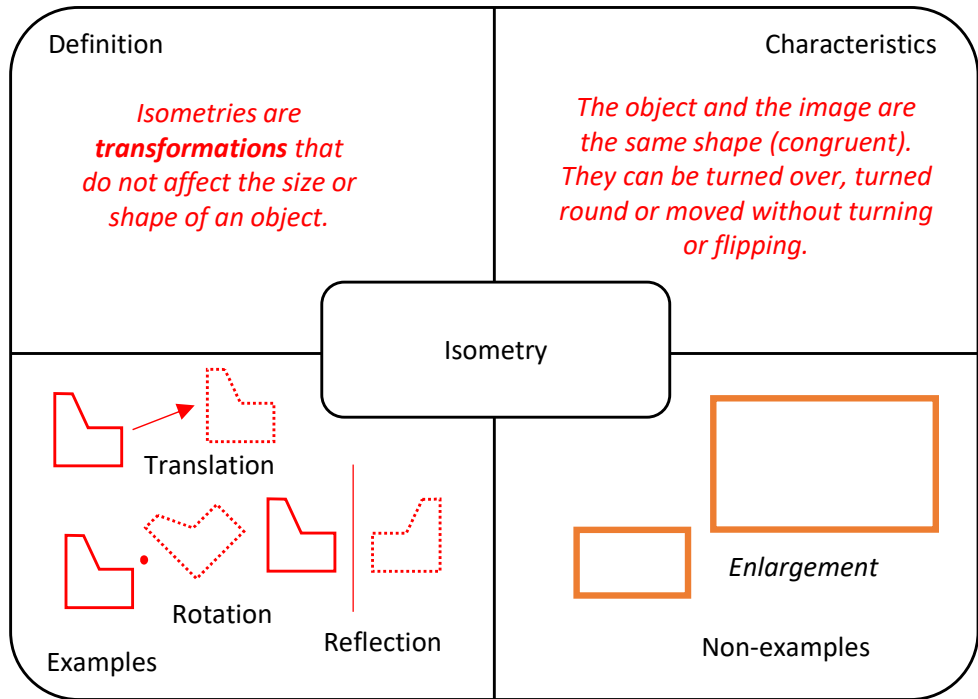 Definition
Isometries are
transformations that
do not affect the size or
shape of an object.
Characteristics
The object and the image are
the same shape (congruent).
They can be turned over, turned
round or moved without turning
or flipping.
Isometry
Translation
Rotation
Reflection
Examples
Enlargement
Non-examples